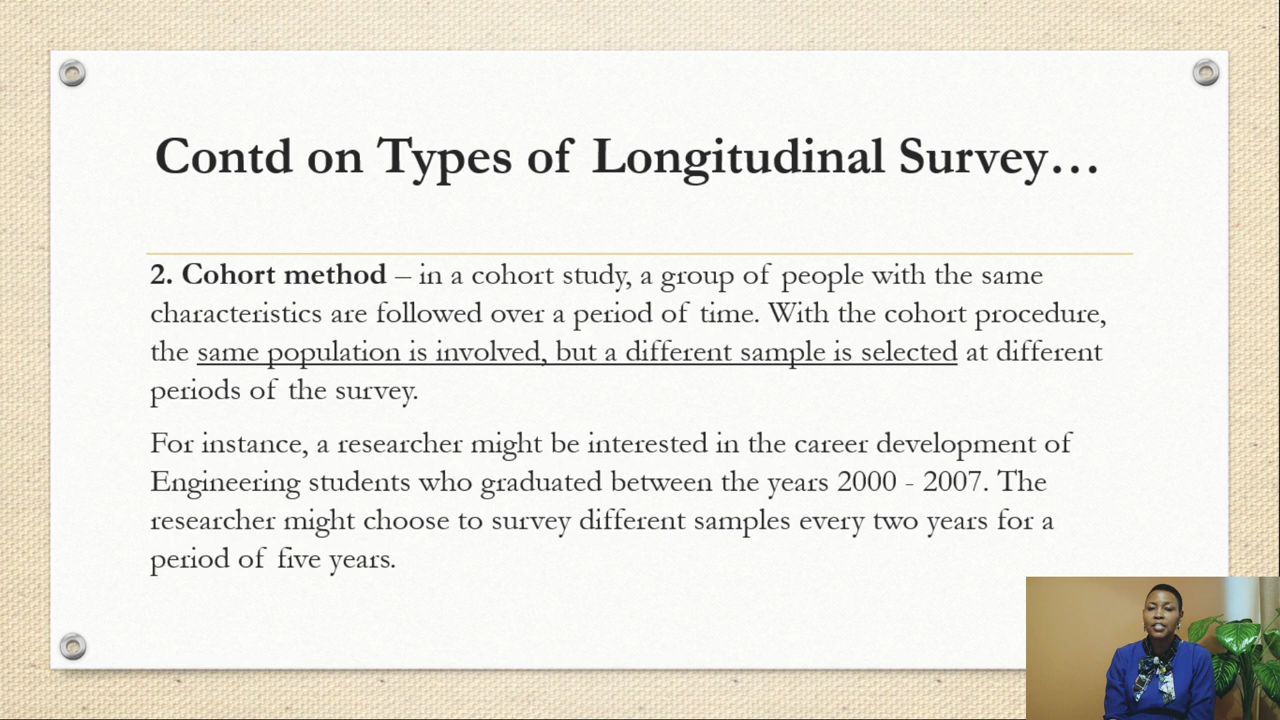 Contd on Types of Longitudinal Survey…
2. Cohort method – in a cohort study, a group of people with the same
characteristics are followed over a period of time. With the cohort procedure,
the same population is involved, but a different sample is selected at different
periods of the survey.
For instance, a researcher might be interested in the career development of
Engineering students who graduated between the years 2000 - 2007. The
researcher might choose to survey different samples every two years for a
period of five years.